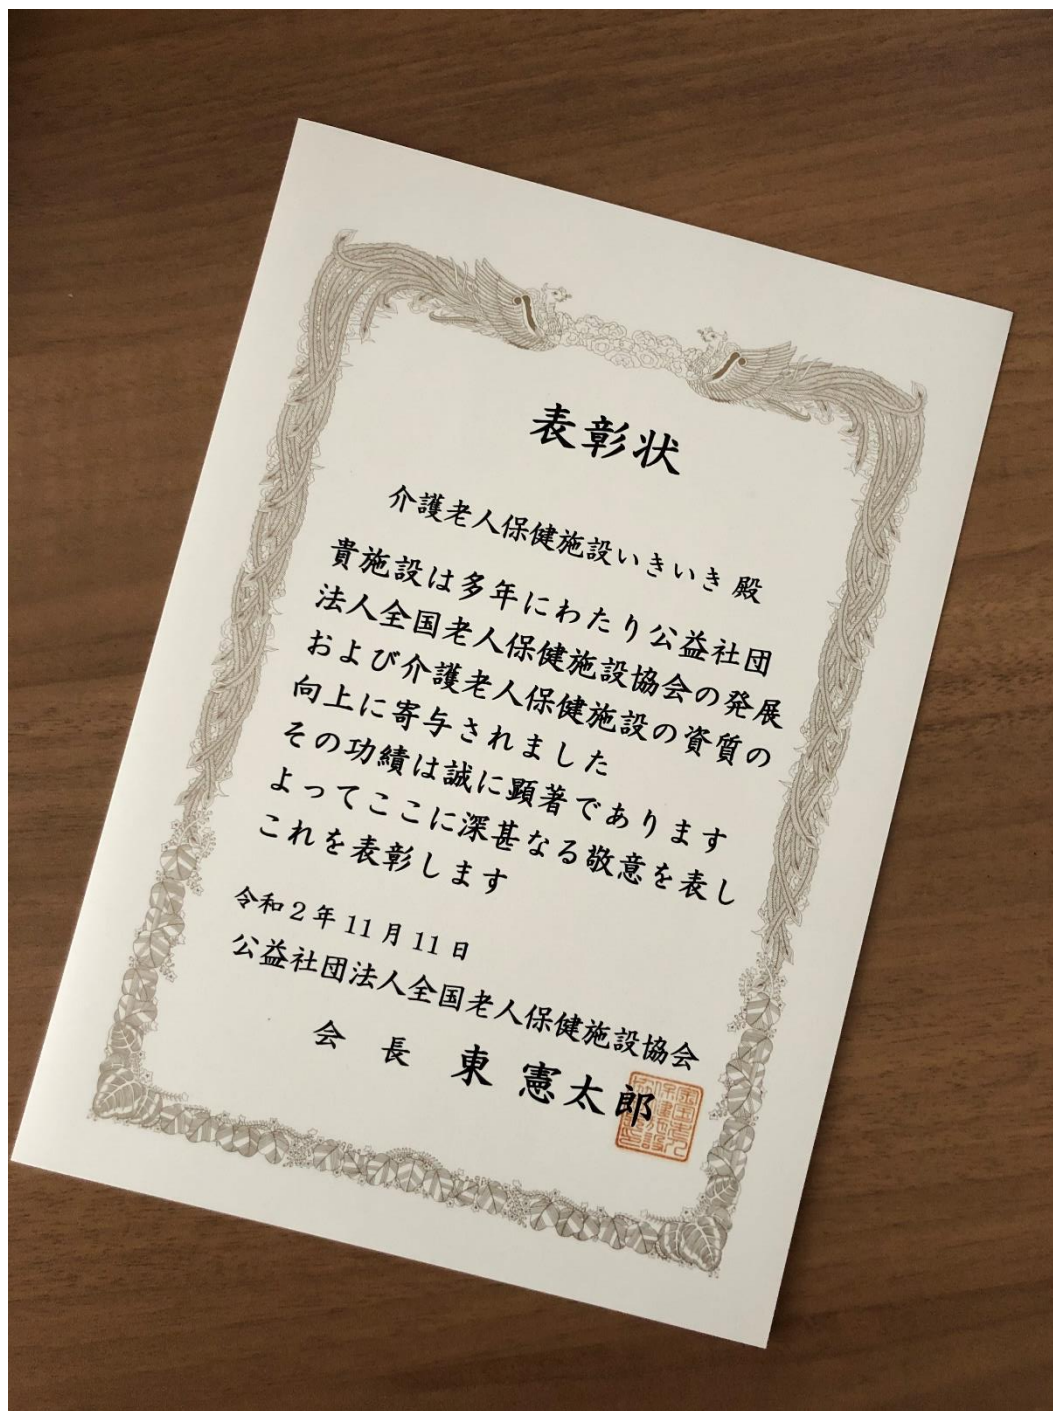 表彰状
介護老人保健施設いきいき 殿
貴施設は多年にわたり公益社団
法人全国老人保健施設協会の発展
および介護老人保健施設の資質の
向上に寄与されました
その功績は誠に顕著であります
よってここに深甚なる敬意を表し
これを表彰します
令和2年11月11日
公益社団法人全国老人保健施設協会
会 長 東 憲太郎